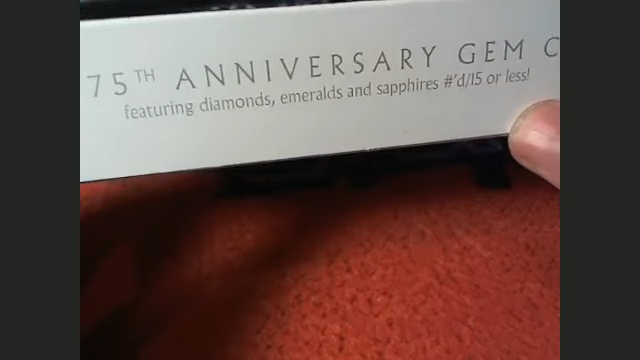 75TH ANNIVERSARY GEM C
featuring diamonds, emeralds and sapphires #'d/15 or less!